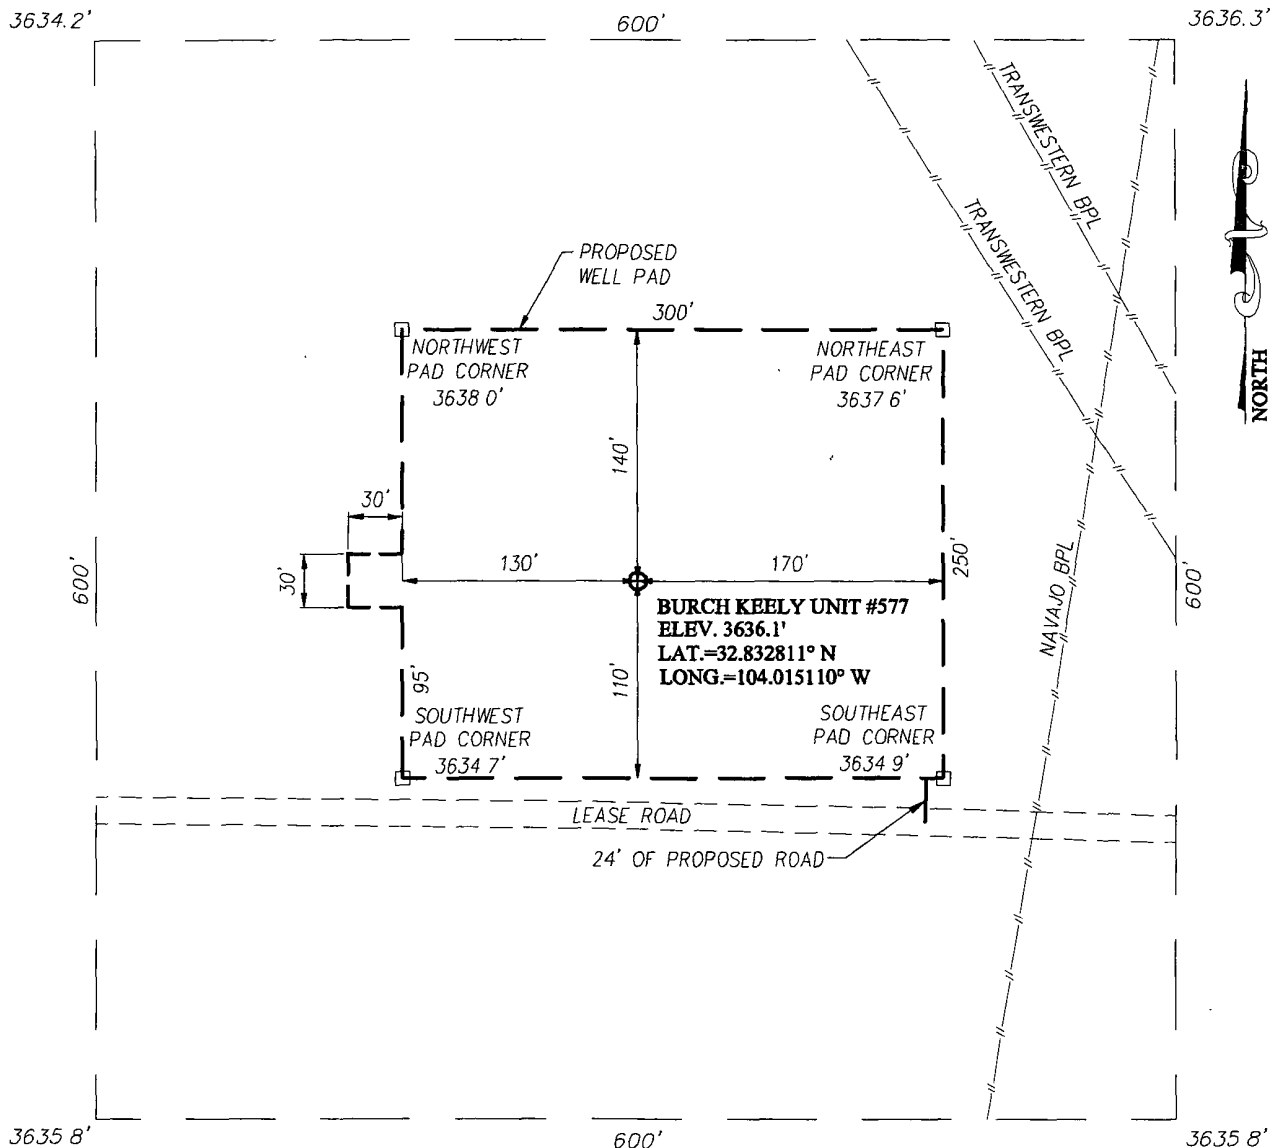 3634.2'
600'
3636.3'
TRANSWESTERN BPL
TRANSWESTERN BPL
NORTH
PROPOSED
WELL PAD
300'
NORTHWEST
PAD CORNER
3638 0'
NORTHEAST
PAD CORNER
3637 6'
140'
30'
30'
600'
130'
170'
250'
NAVAJO BPL
600'
BURCH KEELY UNIT #577
ELEV. 3636.1'
LAT.=32.832811° N
LONG.=104.015110° W
95'
110'
SOUTHWEST
PAD CORNER
3634 7'
SOUTHEAST
PAD CORNER
3634 9'
LEASE ROAD
24' OF PROPOSED ROAD
3635 8'
600'
3635 8'